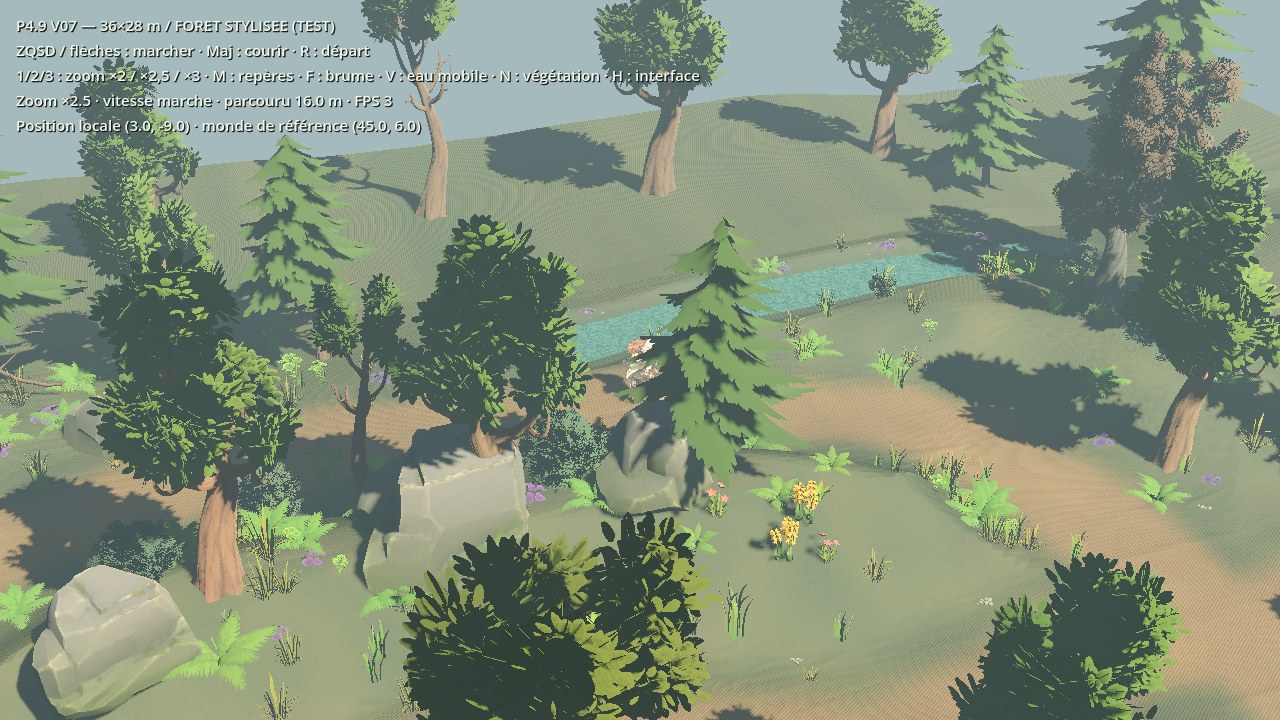 P4.9 V07 — 36×28 m / FORET STYLISEE (TEST)
ZQSD / flèches : marcher · Maj : courir · R : départ
1/2/3 : zoom ×2 / ×2,5 / ×3 · M : repères · F : brume · V : eau mobile · N : végétation · H : interface
Zoom ×2.5 · vitesse marche · parcouru 16.0 m · FPS 3
Position locale (3.0, -9.0) · monde de référence (45.0, 6.0)